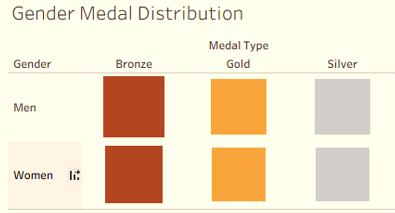 Gender Medal Distribution
Medal Type
Gender Bronze Gold Silver
Men
Women